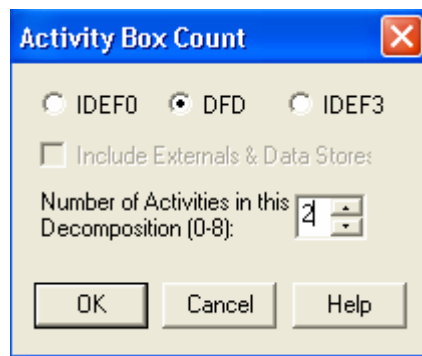 Activity Box Count
IDEF0 DFD IDEF3
Include Externals & Data Stores
Number of Activities in this
Decomposition (0-8):
2
OK Cancel Help